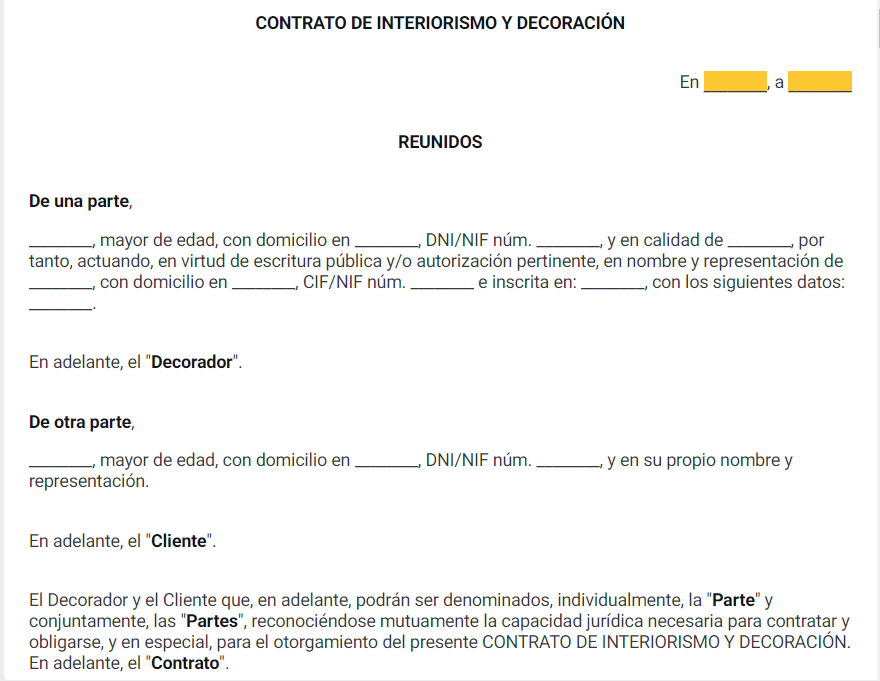 CONTRATO DE INTERIORISMO Y DECORACIÓN
En ________, a ________
REUNIDOS
De una parte,
________, mayor de edad, con domicilio en ________, DNI/NIF núm. ________, y en calidad de ________, por
tanto, actuando, en virtud de escritura pública y/o autorización pertinente, en nombre y representación de
________, con domicilio en ________, CIF/NIF núm. ________ e inscrita en: ________, con los siguientes datos:
________.
En adelante, el "Decorador".
De otra parte,
________, mayor de edad, con domicilio en ________, DNI/NIF núm. ________, y en su propio nombre y
representación.
En adelante, el "Cliente".
El Decorador y el Cliente que, en adelante, podrán ser denominados, individualmente, la "Parte" y
conjuntamente, las "Partes", reconociéndose mutuamente la capacidad jurídica necesaria para contratar y
obligarse, y en especial, para el otorgamiento del presente CONTRATO DE INTERIORISMO Y DECORACIÓN.
En adelante, el "Contrato".